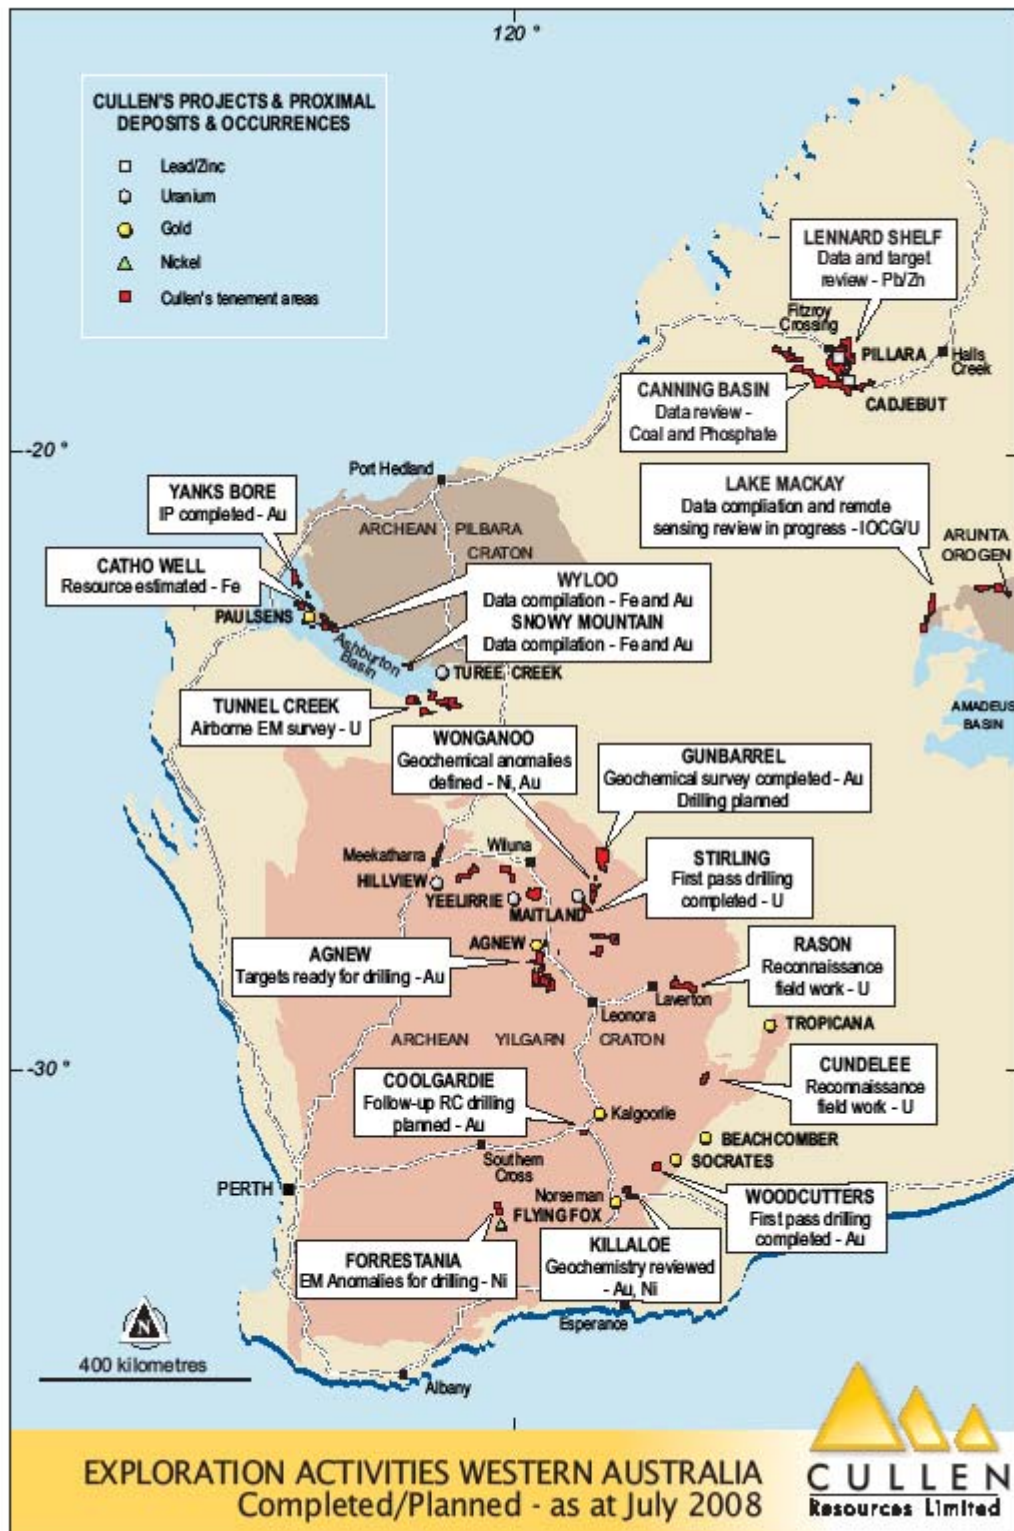 120 °
CULLEN'S PROJECTS & PROXIMAL
DEPOSITS & OCCURRENCES
Lead/Zinc
Uranium
Gold
Nickel
Cullen's tenement areas
LENNARD SHELF
Data and target
review - Pb/Zn
Fitzroy
Crossing
PILLARA
Halls
Creek
CANNING BASIN
Data review -
Coal and Phosphate
CADJEBUT
-20 °
Port Hedland
YANKS BORE
IP completed - Au
LAKE MACKAY
Data compliation and remote
sensing review in progress - IOCG/U
ARCHEAN PILBARA
CRATON
ARUNTA
OROGEN
CATHO WELL
Resource estimated - Fe
WYLOO
Data compilation - Fe and Au
SNOWY MOUNTAIN
Data compilation - Fe and Au
PAULSENS
Ashburton
Basin
TUREE CREEK
TUNNEL CREEK
Airborne EM survey - U
AMADEUS
BASIN
WONGANOO
Geochemical anomalies
defined - Ni, Au
GUNBARREL
Geochemical survey completed - Au
Drilling planned
Meekatharra
Wiluna
STIRLING
First pass drilling
completed - U
HILLVIEW
YEELIRRIE
MAITLAND
AGNEW
Targets ready for drilling - Au
AGNEW
RASON
Reconnaissance
field work - U
Laverton
Leonora
TROPICANA
ARCHEAN YILGARN CRATON
-30 °
CUNDELEE
Reconnaissance
field work - U
COOLGARDIE
Follow-up RC drilling
planned - Au
Kalgoorlie
BEACHCOMBER
SOCRATES
Southern
Cross
PERTH
Norseman
FLYING FOX
WOODCUTTERS
First pass drilling
completed - Au
FORRESTANIA
EM Anomalies for drilling - Ni
KILLALOE
Geochemistry reviewed
- Au, Ni
N
Esperance
400 kilometres
Albany
EXPLORATION ACTIVITIES WESTERN AUSTRALIA
Completed/Planned - as at July 2008
CULLEN
Resources Limited